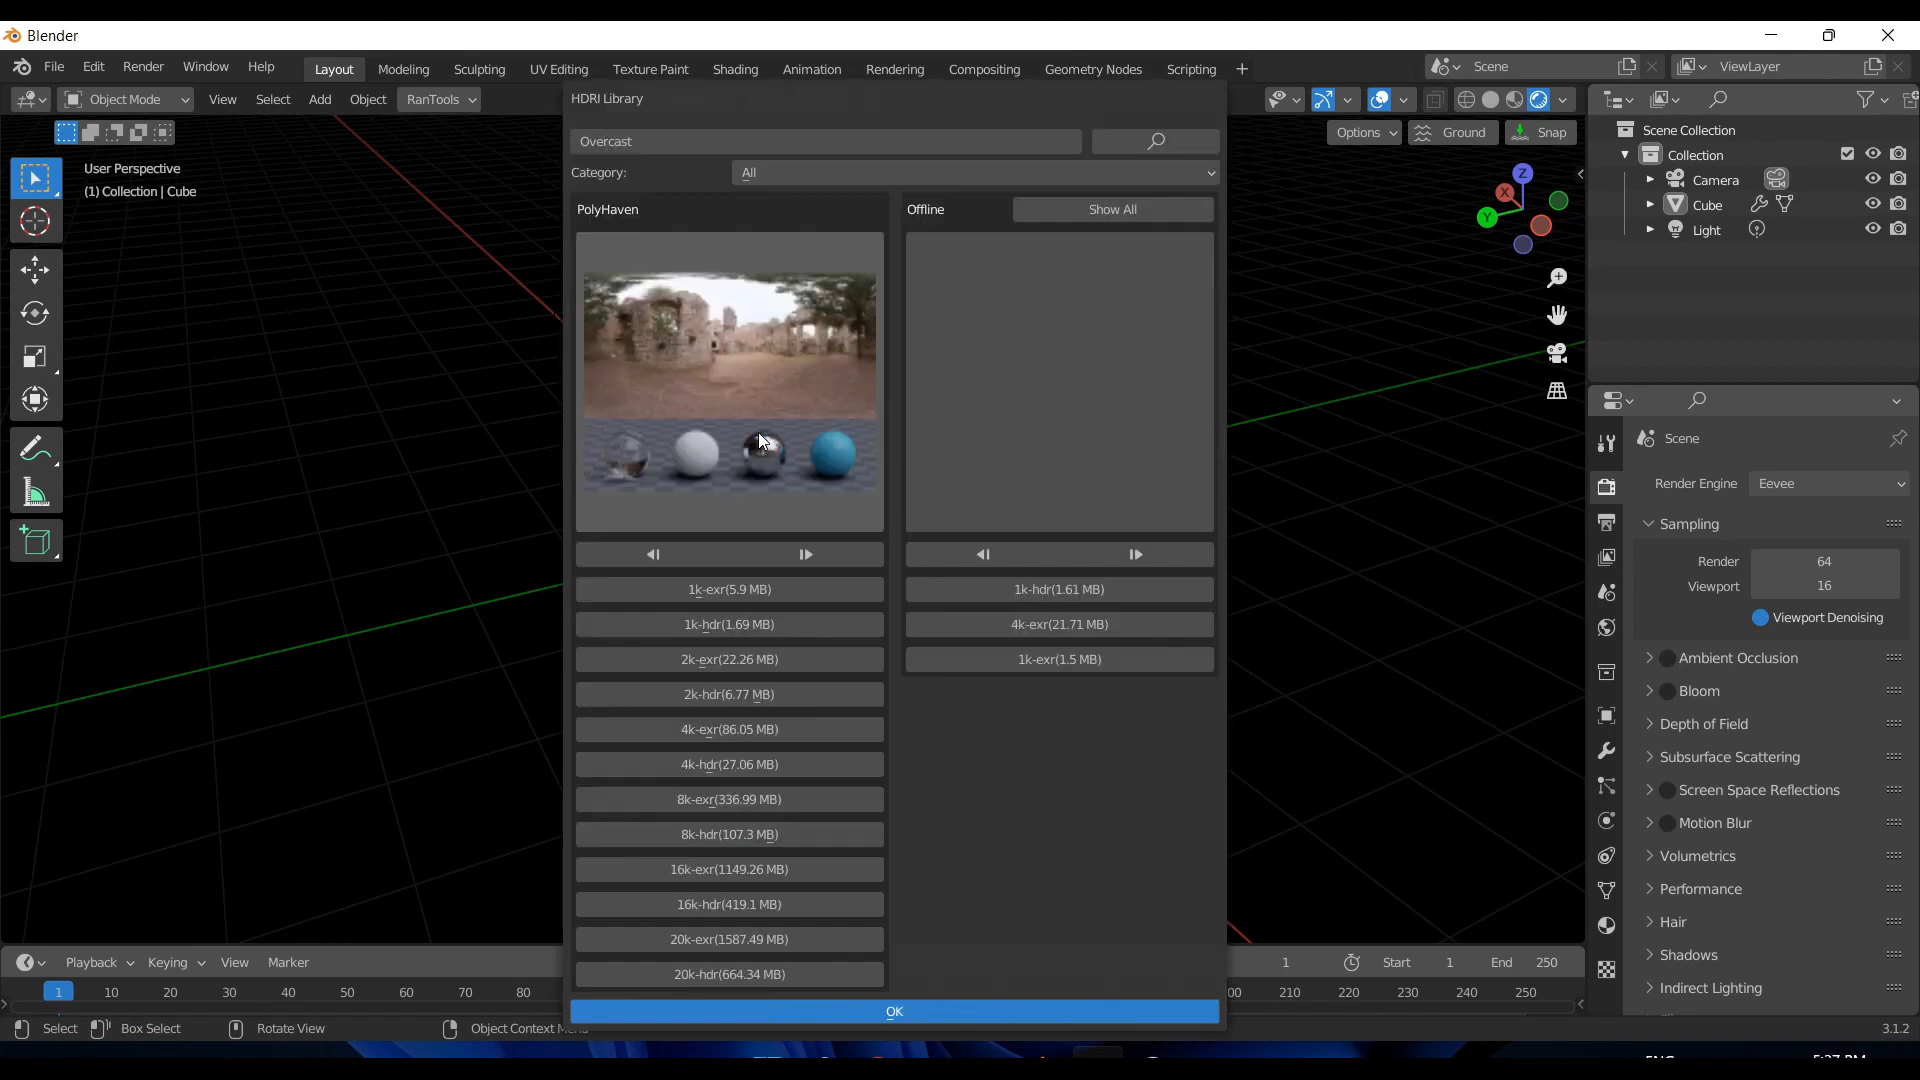 Blender
File Edit Render Window Help Layout Modeling Sculpting UV Editing Texture Paint Shading Animation Rendering Compositing Geometry Nodes Scripting + Scene ViewLayer
Object Mode View Select Add Object RanTools
HDRI Library
Options Ground Snap
User Perspective
(1) Collection | Cube
Overcast
Category: All
PolyHaven
Offline Show All
1k-exr(5.9 MB)
1k-hdr(1.69 MB)
2k-exr(22.26 MB)
2k-hdr(6.77 MB)
4k-exr(86.05 MB)
4k-hdr(27.06 MB)
8k-exr(336.99 MB)
8k-hdr(107.3 MB)
16k-exr(1149.26 MB)
16k-hdr(419.1 MB)
20k-exr(1587.49 MB)
20k-hdr(664.34 MB)
1k-hdr(1.61 MB)
4k-exr(21.71 MB)
1k-exr(1.5 MB)
OK
Z
X
Y
Scene Collection
Collection
Camera
Cube
Light
Scene
Render Engine Eevee
Sampling
Render 64
Viewport 16
Viewport Denoising
Ambient Occlusion
Bloom
Depth of Field
Subsurface Scattering
Screen Space Reflections
Motion Blur
Volumetrics
Performance
Hair
Shadows
Indirect Lighting
Playback Keying View Marker 1 Start 1 End 250
1 10 20 30 40 50 60 70 80 210 220 230 240 250
Select Box Select Rotate View Object Context 3.1.2